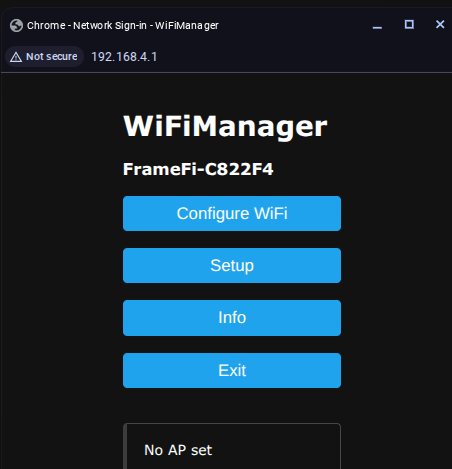 Chrome - Network Sign-in - WiFiManager
Not secure 192.168.4.1
WiFiManager
FrameFi-C822F4
Configure WiFi
Setup
Info
Exit
No AP set